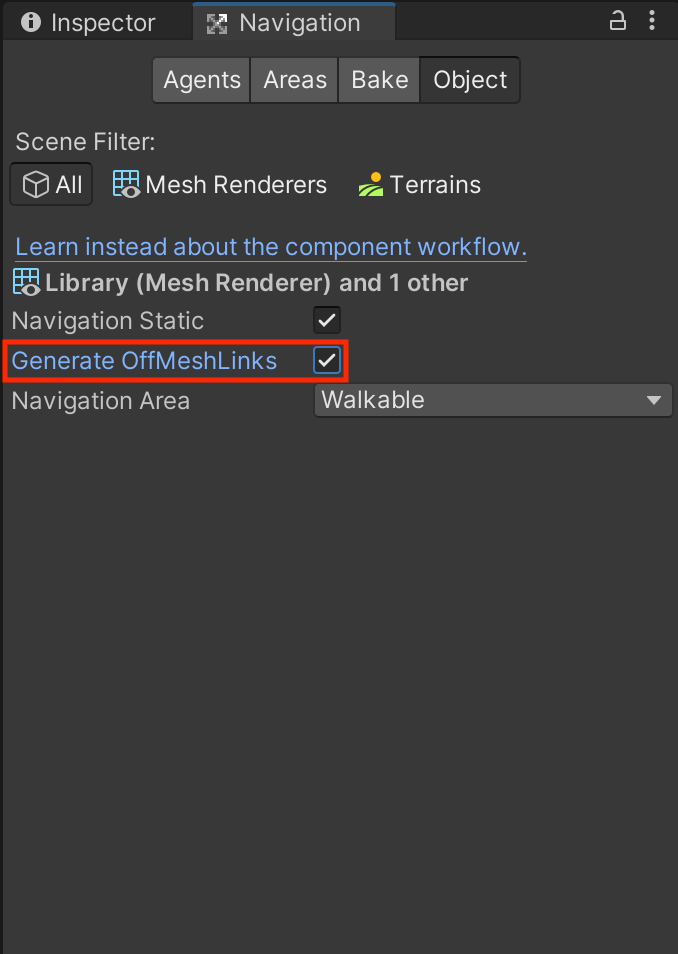 Inspector Navigation
Agents Areas Bake Object
Scene Filter:
All Mesh Renderers Terrains
Learn instead about the component workflow.
Library (Mesh Renderer) and 1 other
Navigation Static
Generate OffMeshLinks
Navigation Area Walkable